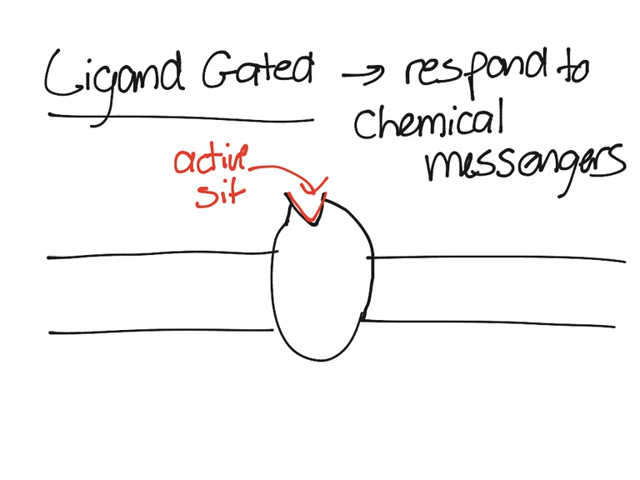 Ligand Gated → respond to
chemical
messengers
active
sit